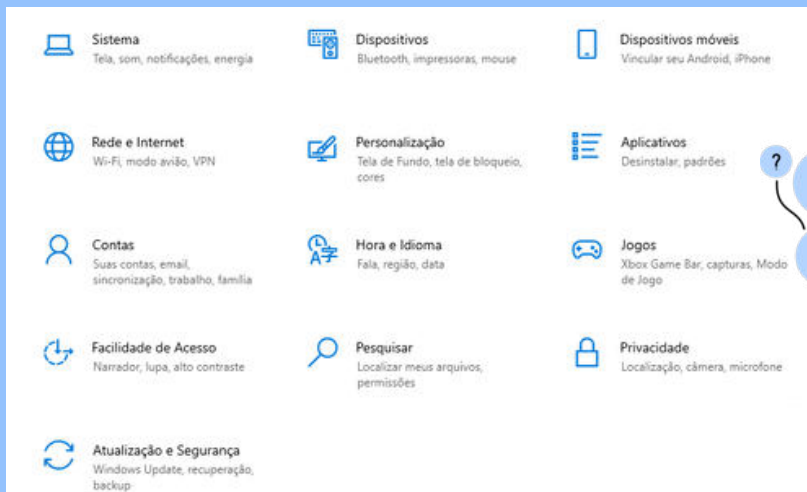 Sistema
Tela, som, notificações, energia
Dispositivos
Bluetooth, impressoras, mouse
Dispositivos móveis
Vincular seu Android, iPhone
Rede e Internet
Wi-Fi, modo avião, VPN
Personalização
Tela de Fundo, tela de bloqueio,
cores
Aplicativos
Desinstalar, padrões
?
Contas
Suas contas, email,
sincronização, trabalho, família
Hora e Idioma
Fala, região, data
Jogos
Xbox Game Bar, capturas, Modo
de Jogo
Facilidade de Acesso
Narrador, lupa, alto contraste
Pesquisar
Localizar meus arquivos,
permissões
Privacidade
Localização, câmera, microfone
Atualização e Segurança
Windows Update, recuperação,
backup